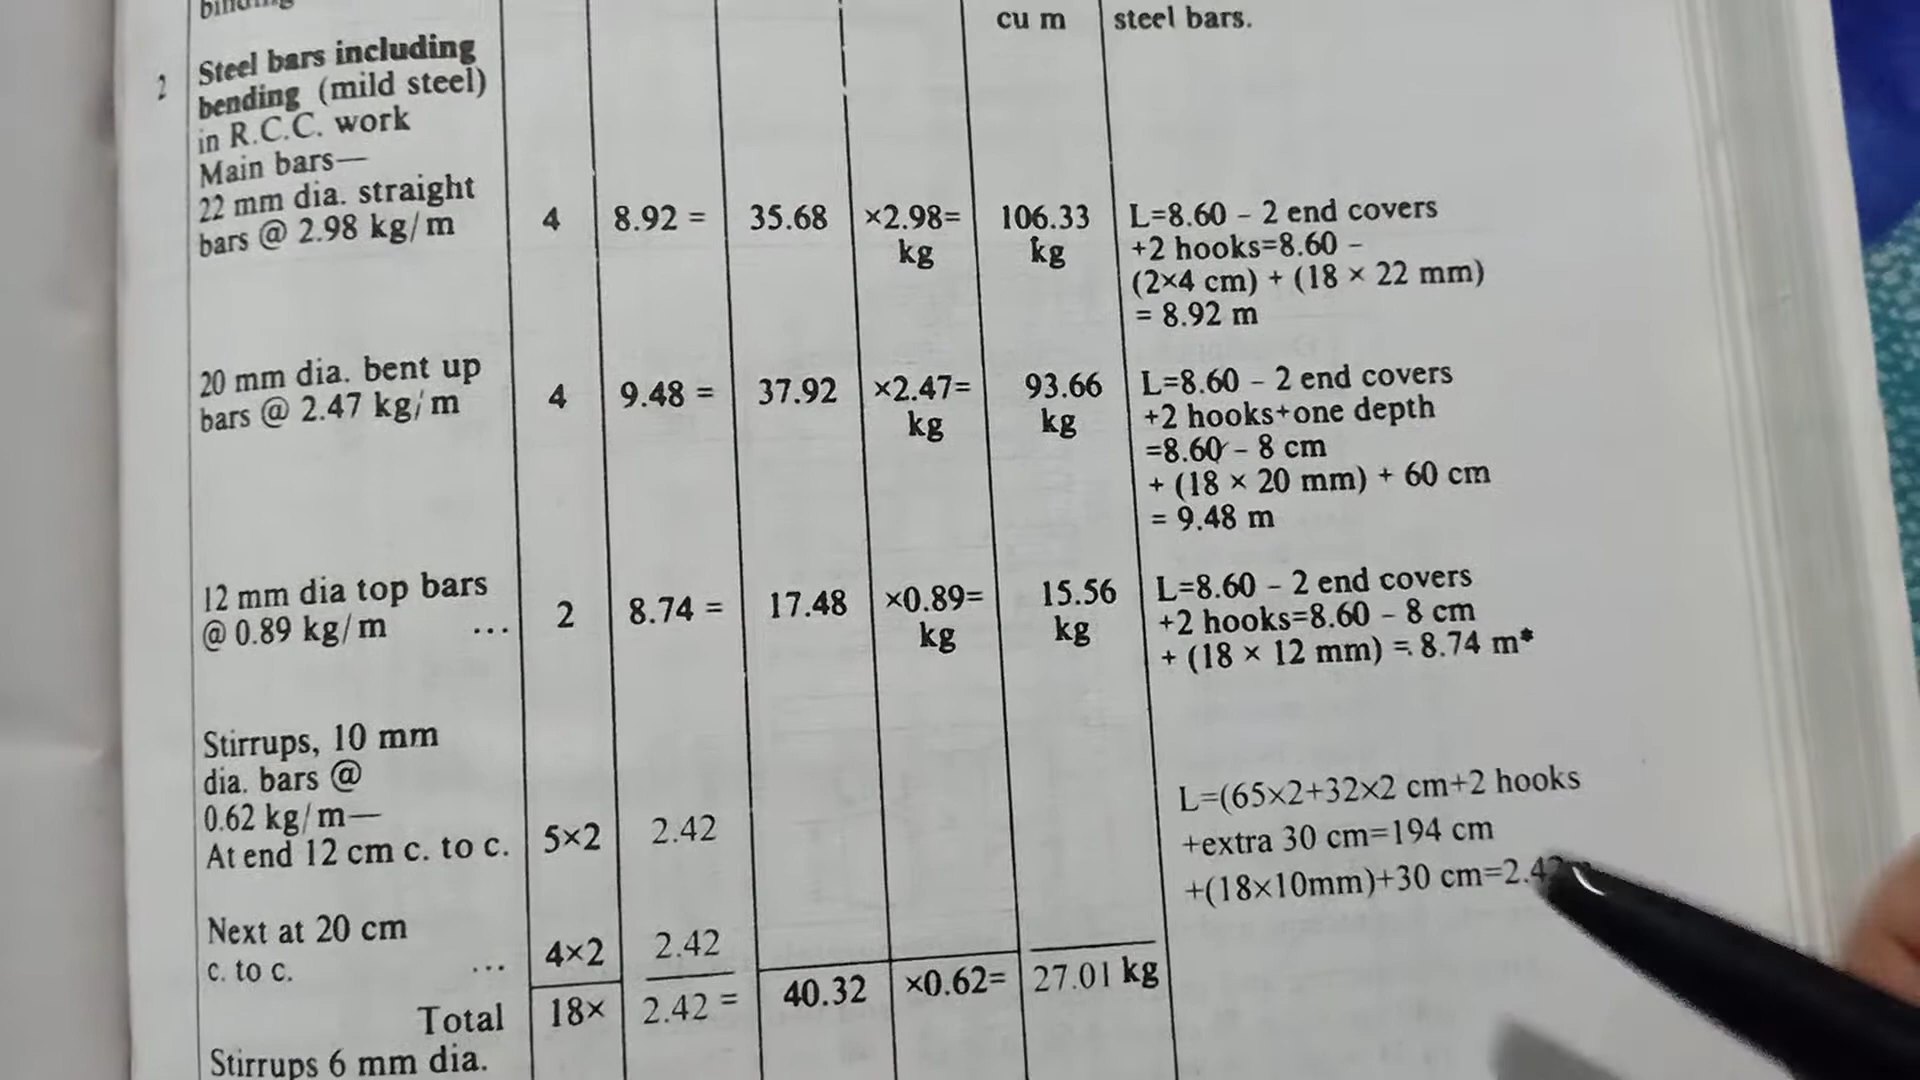 cu m steel bars.
2 Steel bars including
bending (mild steel)
in R.C.C. work
Main bars—
22 mm dia. straight
bars @ 2.98 kg/m 4 8.92 = 35.68 ×2.98= kg 106.33 kg
L=8.60 - 2 end covers
+2 hooks=8.60 -
(2×4 cm) + (18 × 22 mm)
= 8.92 m
20 mm dia. bent up
bars @ 2.47 kg/m 4 9.48 = 37.92 ×2.47= kg 93.66 kg
L=8.60 - 2 end covers
+2 hooks+one depth
=8.60 - 8 cm
+ (18 × 20 mm) + 60 cm
= 9.48 m
12 mm dia top bars
@ 0.89 kg/m ... 2 8.74 = 17.48 ×0.89= kg 15.56 kg
L=8.60 - 2 end covers
+2 hooks=8.60 - 8 cm
+ (18 × 12 mm) = 8.74 m*
Stirrups, 10 mm
dia. bars @
0.62 kg/m—
At end 12 cm c. to c. 5×2 2.42
L=(65×2+32×2 cm+2 hooks
+extra 30 cm=194 cm
+(18×10mm)+30 cm=
Next at 20 cm
c. to c. ... 4×2 2.42
Total 18× 2.42 = 40.32 ×0.62= 27.01 kg
Stirrups 6 mm dia.